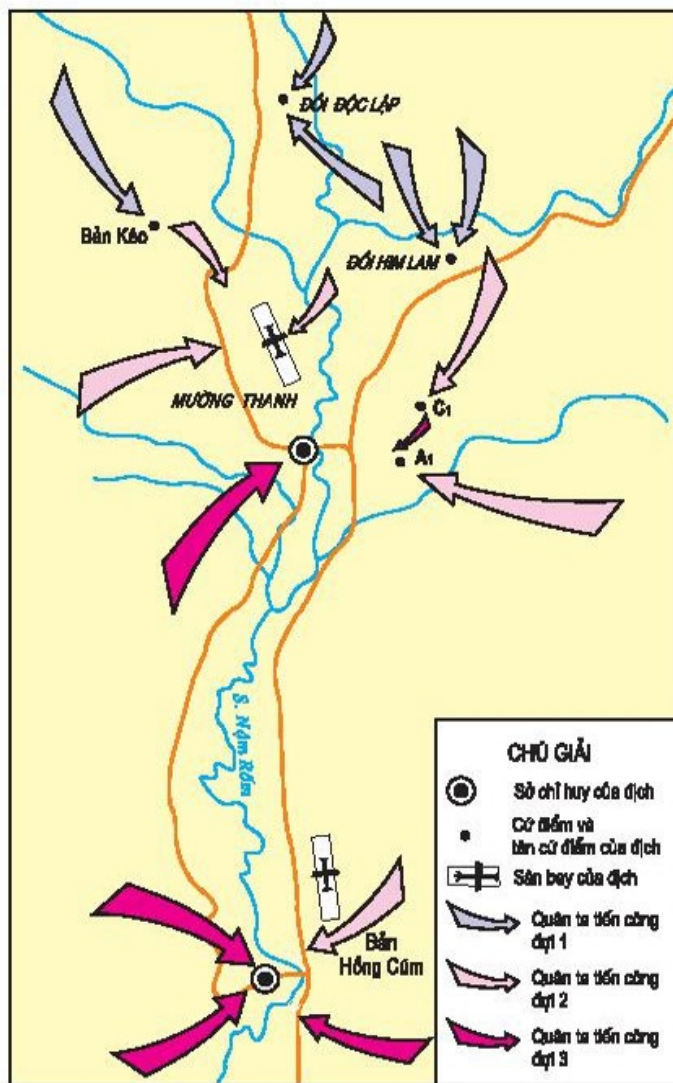 ĐỒI ĐỘC LẬP
Bản Kéo
ĐỒI HIM LAM
MƯỜNG THANH
C1
A1
S. Nậm Rốm
Bản
Hồng Cúm
CHÚ GIẢI
Sở chỉ huy của địch
Cứ điểm và
tên cứ điểm của địch
Sân bay của địch
Quân ta tiến công
đợt 1
Quân ta tiến công
đợt 2
Quân ta tiến công
đợt 3